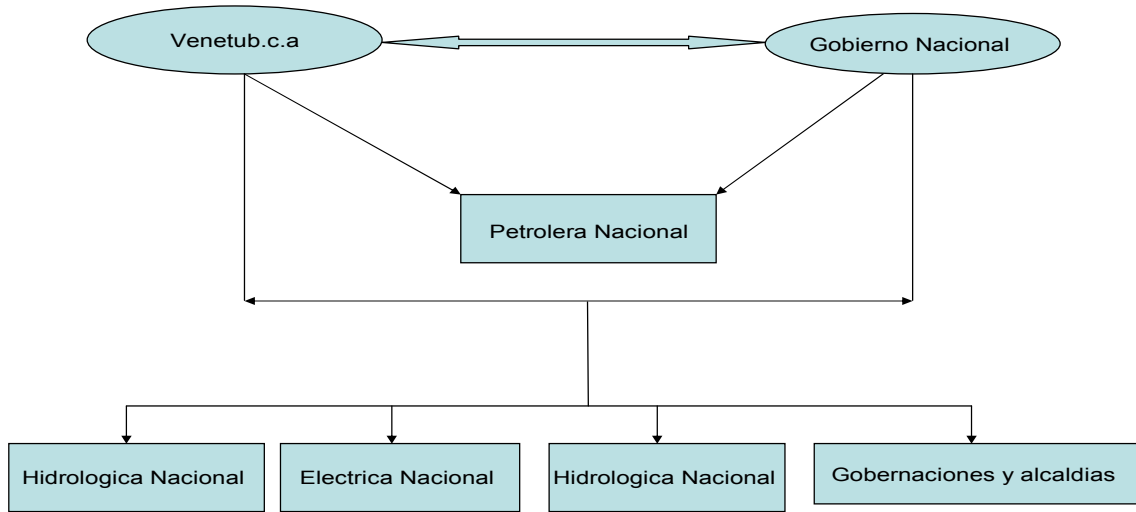 Venetub.c.a
Gobierno Nacional
Petrolera Nacional
Hidrologica Nacional
Electrica Nacional
Hidrologica Nacional
Gobernaciones y alcaldias